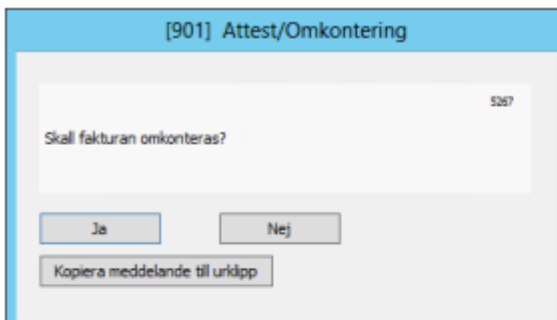 [901] Attest/Omkontering
5267
Skall fakturan omkonteras?
Ja
Nej
Kopiera meddelande till urklipp